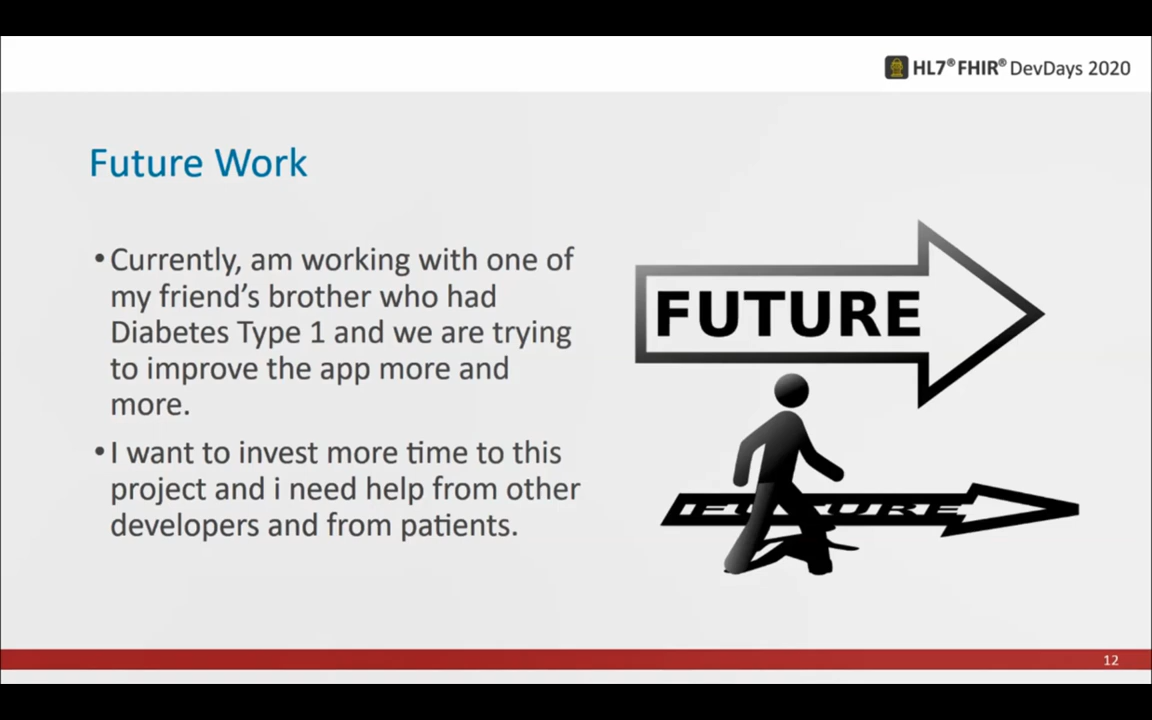 HL7® FHIR® DevDays 2020
Future Work
•Currently, am working with one of
my friend’s brother who had
Diabetes Type 1 and we are trying
to improve the app more and
more.
•I want to invest more time to this
project and i need help from other
developers and from patients.
FUTURE
FUTURE
12